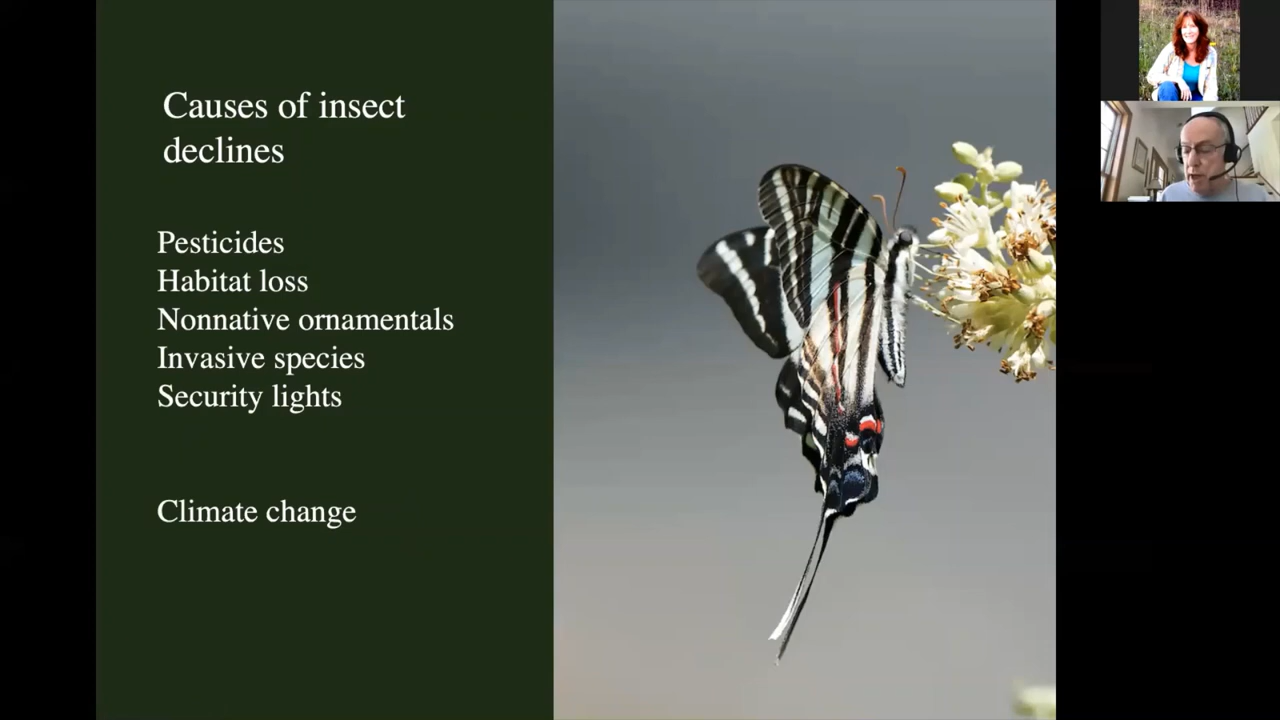 Causes of insect
declines
Pesticides
Habitat loss
Nonnative ornamentals
Invasive species
Security lights
Climate change